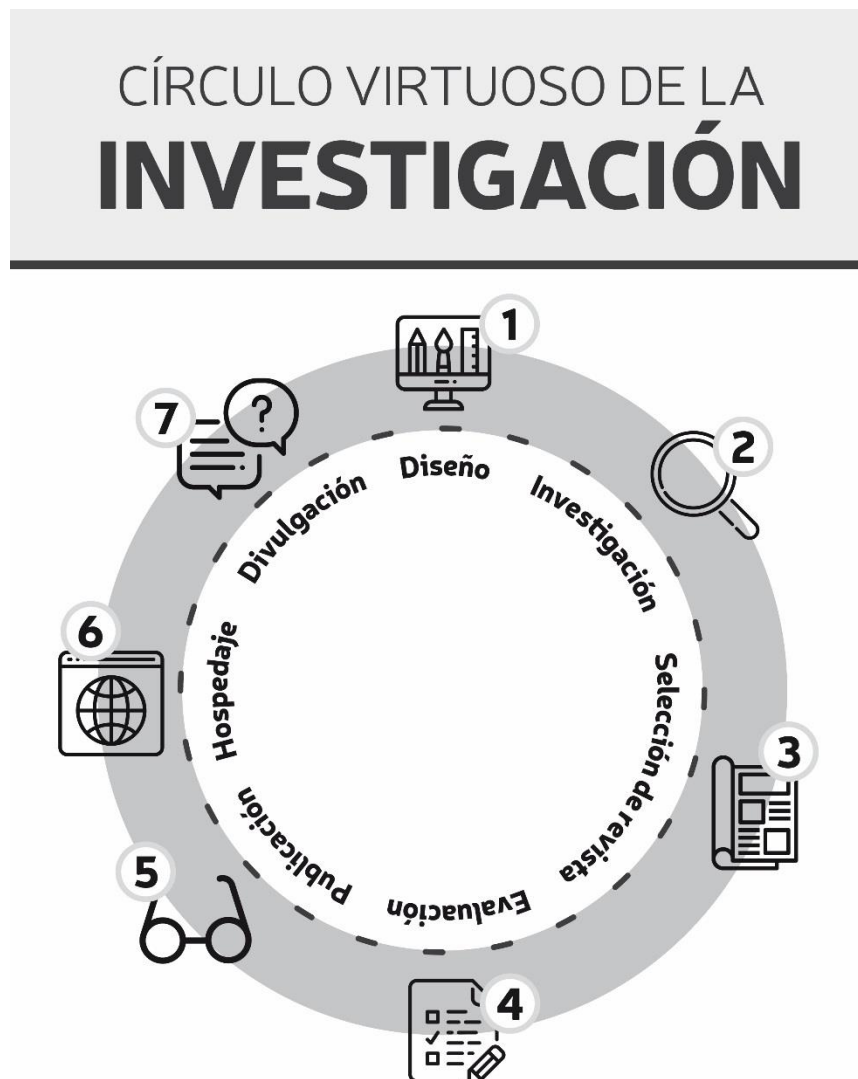 CÍRCULO VIRTUOSO DE LA
INVESTIGACIÓN
1
Diseño
2
Investigación
3
Selección de revista
4
Evaluación
5
Publicación
6
Hospedaje
7
Divulgación
?